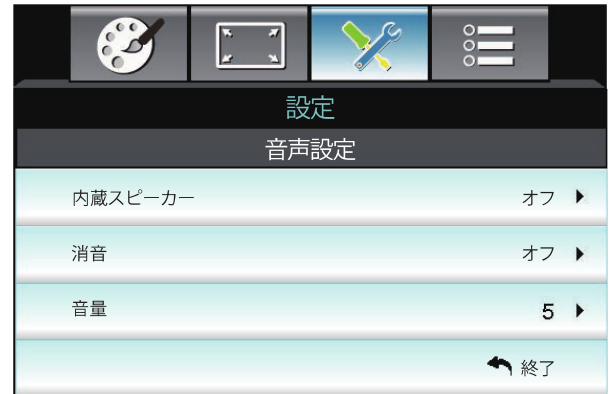 設定
音声設定
内蔵スピーカー オフ
消音 オフ
音量 5
終了